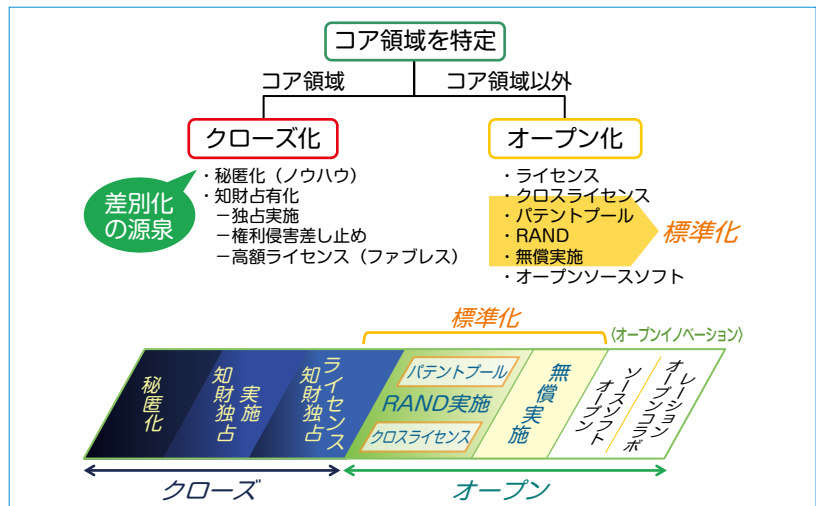 コア領域を特定
コア領域
コア領域以外
クローズ化
オープン化
差別化
の源泉
・秘匿化（ノウハウ）
・知財占有化
－独占実施
－権利侵害差し止め
－高額ライセンス（ファブレス）
・ライセンス
・クロスライセンス
・パテントプール
・RAND
・無償実施
・オープンソースソフト
標準化
標準化
〈オープンイノベーション〉
秘匿化
知財独占
実施
知財独占
ライセンス
パテントプール
RAND実施
クロスライセンス
無償実施
オープン
ソースソフト
オープンコラボ
レーション
クローズ
オープン